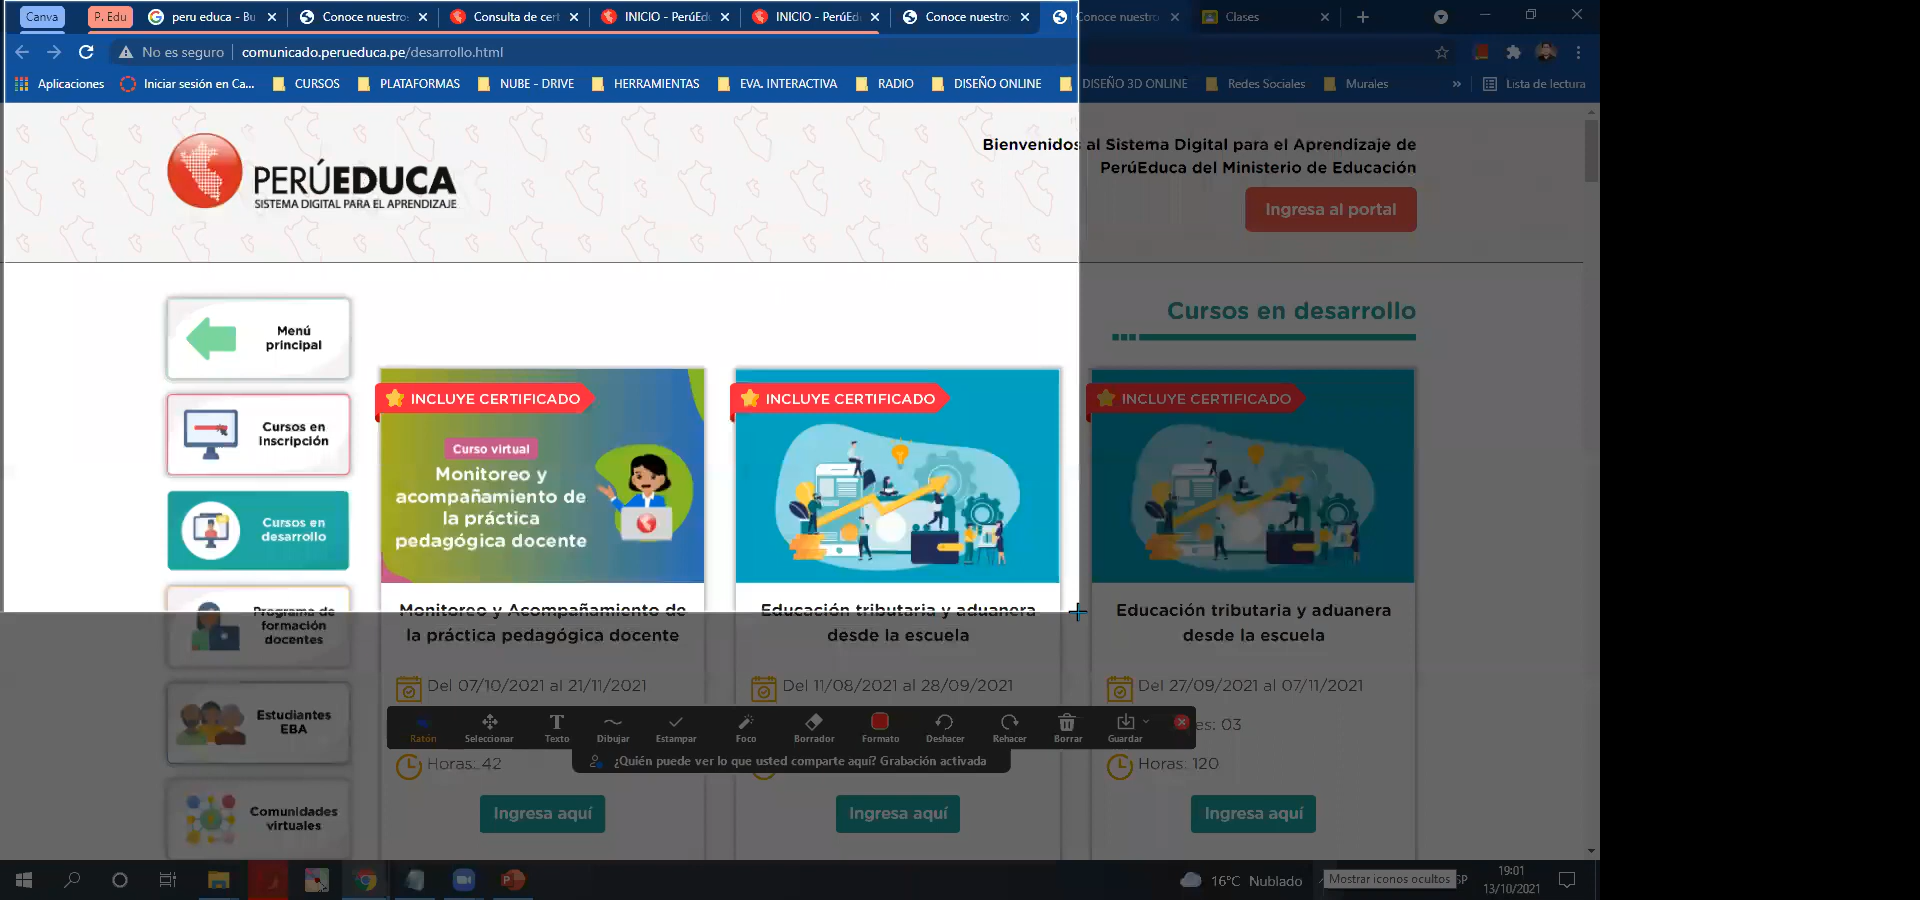 Canva
P. Edu
peru educa - Bu
Conoce nuestro
Consulta de cert
INICIO - PerúEdu
INICIO - PerúEdu
Conoce nuestro
Conoce nuestro
Clases
No es seguro
comunicado.perueduca.pe/desarrollo.html
Aplicaciones
Iniciar sesión en Ca...
CURSOS
PLATAFORMAS
NUBE - DRIVE
HERRAMIENTAS
EVA. INTERACTIVA
RADIO
DISEÑO ONLINE
DISEÑO 3D ONLINE
Redes Sociales
Murales
»
Lista de lectura
PERÚEDUCA
SISTEMA DIGITAL PARA EL APRENDIZAJE
Bienvenidos al Sistema Digital para el Aprendizaje de
PerúEduca del Ministerio de Educación
Ingresa al portal
Menú
principal
Cursos en
inscripción
Cursos en
desarrollo
Programa de
formación
docentes
Estudiantes
EBA
Comunidades
virtuales
Cursos en desarrollo
INCLUYE CERTIFICADO
Curso virtual
Monitoreo y
acompañamiento de
la práctica
pedagógica docente
Monitoreo y Acompañamiento de
la práctica pedagógica docente
Del 07/10/2021 al 21/11/2021
Horas: 42
Ingresa aquí
INCLUYE CERTIFICADO
Educación tributaria y aduanera
desde la escuela
Del 11/08/2021 al 28/09/2021
Ingresa aquí
INCLUYE CERTIFICADO
Educación tributaria y aduanera
desde la escuela
Del 27/09/2021 al 07/11/2021
es: 03
Horas: 120
Ingresa aquí
Ratón
Seleccionar
Texto
Dibujar
Estampar
Foco
Borrador
Formato
Deshacer
Rehacer
Borrar
Guardar
¿Quién puede ver lo que usted comparte aquí? Grabación activada
16°C Nublado
Mostrar iconos ocultos
SP
19:01
13/10/2021